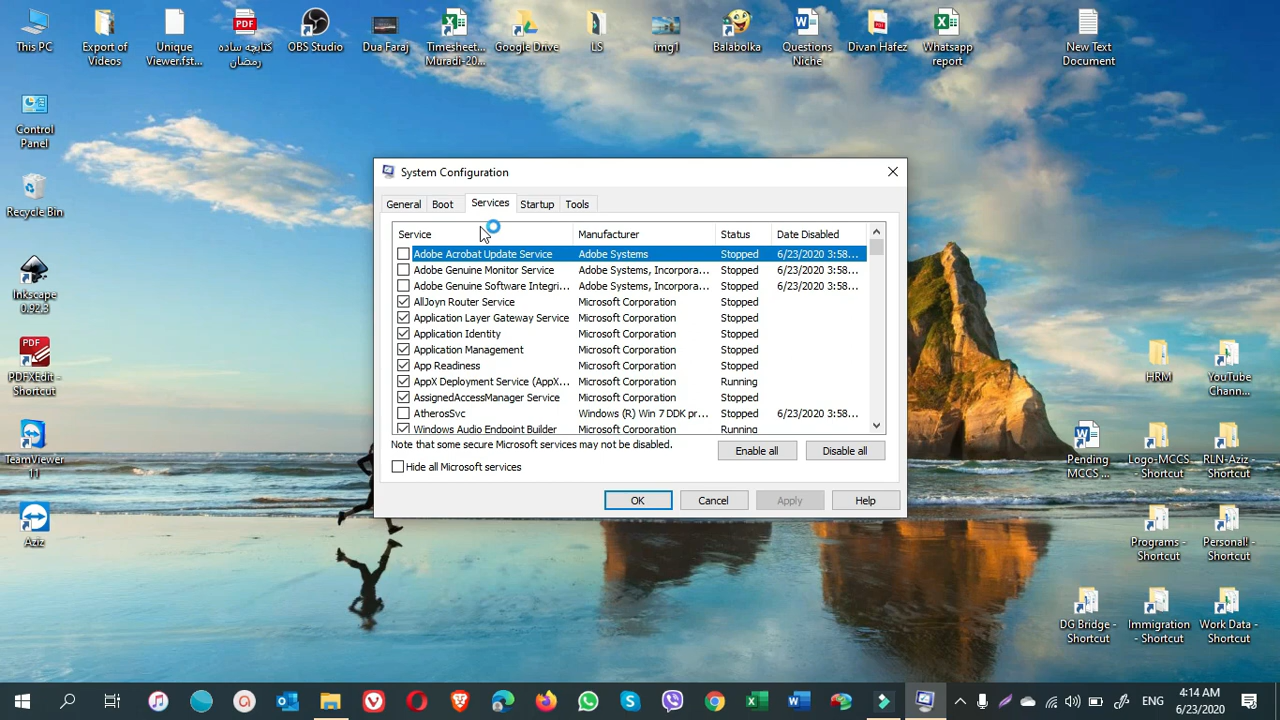 This PC
Export of
Videos
Unique
Viewer.fst...
PDF
کتابچه ساده
رمضان
OBS Studio
Dua Faraj
Timesheet...
Muradi-20...
Google Drive
LS
img1
Balabolka
Questions
Niche
Divan Hafez
Whatsapp
report
New Text
Document
Control
Panel
Recycle Bin
Inkscape
0.92.3
PDF
PDFXEdit -
Shortcut
TeamViewer
11
Aziz
System Configuration
General
Boot
Services
Startup
Tools
Service Manufacturer Status Date Disabled
Adobe Acrobat Update Service Adobe Systems Stopped 6/23/2020 3:58...
Adobe Genuine Monitor Service Adobe Systems, Incorpora... Stopped 6/23/2020 3:58...
Adobe Genuine Software Integri... Adobe Systems, Incorpora... Stopped 6/23/2020 3:58...
AllJoyn Router Service Microsoft Corporation Stopped
Application Layer Gateway Service Microsoft Corporation Stopped
Application Identity Microsoft Corporation Stopped
Application Management Microsoft Corporation Stopped
App Readiness Microsoft Corporation Stopped
AppX Deployment Service (AppX... Microsoft Corporation Running
AssignedAccessManager Service Microsoft Corporation Stopped
AtherosSvc Windows (R) Win 7 DDK pr... Stopped 6/23/2020 3:58...
Windows Audio Endpoint Builder Microsoft Corporation Running
Note that some secure Microsoft services may not be disabled.
Enable all
Disable all
Hide all Microsoft services
OK
Cancel
Apply
Help
HRM
YouTube
Chann...
Pending
MCCS ...
Logo-MCCS
- Shortcut
RLN-Aziz
Shortcut
Programs -
Shortcut
Personal! -
Shortcut
DG Bridge -
Shortcut
Immigration
- Shortcut
Work Data -
Shortcut
ENG
4:14 AM
6/23/2020